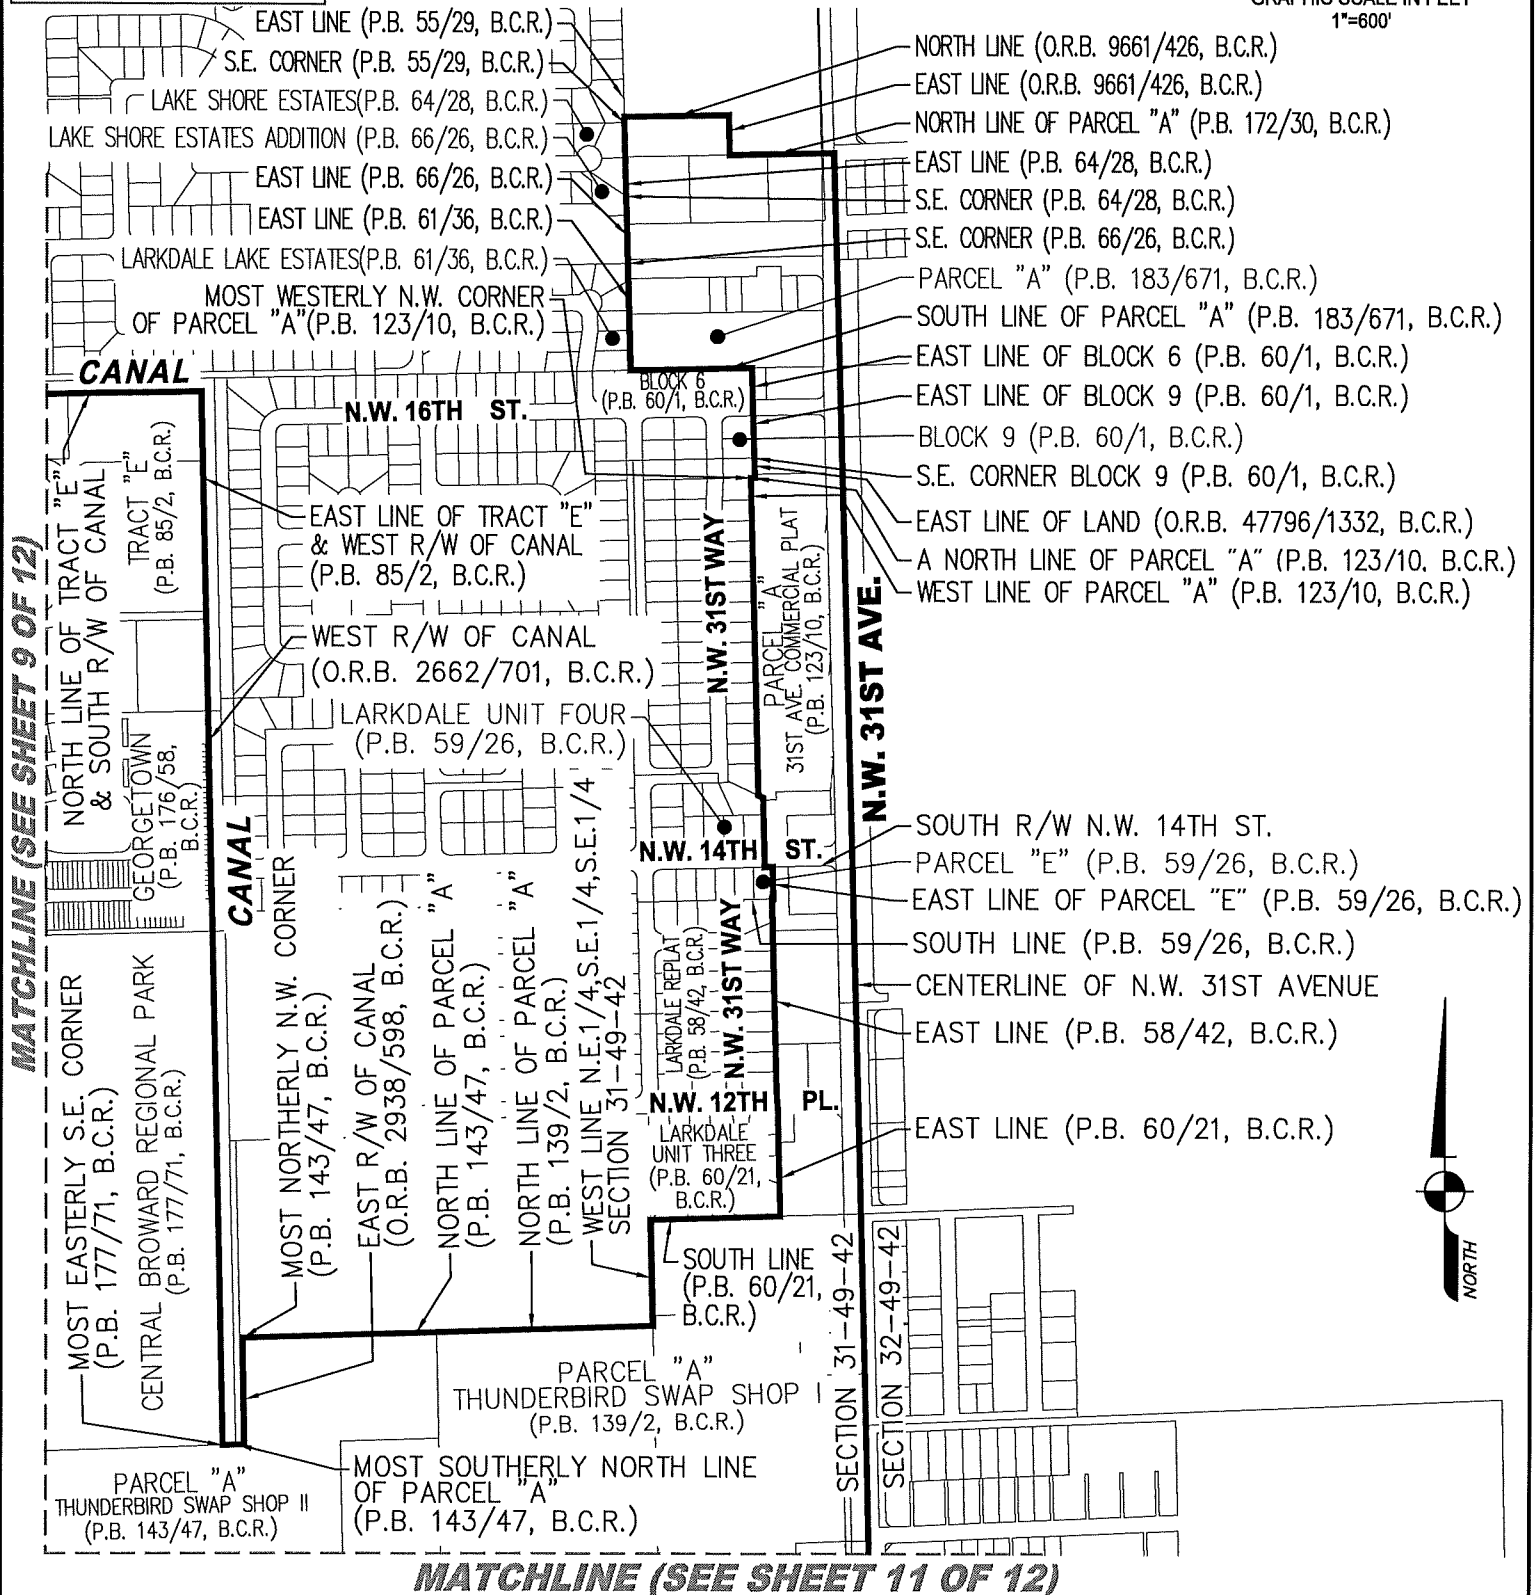 1"=600'
EAST LINE (P.B. 55/29, B.C.R.)
S.E. CORNER (P.B. 55/29, B.C.R.)
LAKE SHORE ESTATES(P.B. 64/28, B.C.R.)
LAKE SHORE ESTATES ADDITION (P.B. 66/26, B.C.R.)
EAST LINE (P.B. 66/26, B.C.R.)
EAST LINE (P.B. 61/36, B.C.R.)
LARKDALE LAKE ESTATES(P.B. 61/36, B.C.R.)
MOST WESTERLY N.W. CORNER
OF PARCEL "A"(P.B. 123/10, B.C.R.)
NORTH LINE (O.R.B. 9661/426, B.C.R.)
EAST LINE (O.R.B. 9661/426, B.C.R.)
NORTH LINE OF PARCEL "A" (P.B. 172/30, B.C.R.)
EAST LINE (P.B. 64/28, B.C.R.)
S.E. CORNER (P.B. 64/28, B.C.R.)
S.E. CORNER (P.B. 66/26, B.C.R.)
PARCEL "A" (P.B. 183/671, B.C.R.)
SOUTH LINE OF PARCEL "A" (P.B. 183/671, B.C.R.)
EAST LINE OF BLOCK 6 (P.B. 60/1, B.C.R.)
EAST LINE OF BLOCK 9 (P.B. 60/1, B.C.R.)
BLOCK 9 (P.B. 60/1, B.C.R.)
S.E. CORNER BLOCK 9 (P.B. 60/1, B.C.R.)
EAST LINE OF LAND (O.R.B. 47796/1332, B.C.R.)
A NORTH LINE OF PARCEL "A" (P.B. 123/10. B.C.R.)
WEST LINE OF PARCEL "A" (P.B. 123/10, B.C.R.)
CANAL
BLOCK 6
(P.B. 60/1, B.C.R.)
N.W. 16TH ST.
MATCHLINE (SEE SHEET 9 OF 12)
NORTH LINE OF TRACT "E"
& SOUTH R/W OF CANAL
TRACT "E"
(P.B. 85/2, B.C.R.)
EAST LINE OF TRACT "E"
& WEST R/W OF CANAL
(P.B. 85/2, B.C.R.)
WEST R/W OF CANAL
(O.R.B. 2662/701, B.C.R.)
LARKDALE UNIT FOUR
(P.B. 59/26, B.C.R.)
N.W. 31ST WAY
PARCEL "A"
31ST AVE. COMMERCIAL PLAT
(P.B. 123/10, B.C.R.)
N.W. 31ST AVE.
GEORGETOWN
(P.B. 176/58,
B.C.R.)
CANAL
N.W. 14TH ST.
SOUTH R/W N.W. 14TH ST.
PARCEL "E" (P.B. 59/26, B.C.R.)
EAST LINE OF PARCEL "E" (P.B. 59/26, B.C.R.)
SOUTH LINE (P.B. 59/26, B.C.R.)
CENTERLINE OF N.W. 31ST AVENUE
EAST LINE (P.B. 58/42, B.C.R.)
EAST LINE (P.B. 60/21, B.C.R.)
MOST EASTERLY S.E. CORNER
(P.B. 177/71, B.C.R.)
CENTRAL BROWARD REGIONAL PARK
(P.B. 177/71, B.C.R.)
MOST NORTHERLY N.W. CORNER
(P.B. 143/47, B.C.R.)
EAST R/W OF CANAL
(O.R.B. 2938/598, B.C.R.)
NORTH LINE OF PARCEL "A"
(P.B. 143/47, B.C.R.)
NORTH LINE OF PARCEL "A"
(P.B. 139/2, B.C.R.)
WEST LINE N.E.1/4,S.E.1/4,S.E.1/4
SECTION 31-49-42
LARKDALE REPLAT
(P.B. 58/42, B.C.R.)
N.W. 31ST WAY
N.W. 12TH PL.
LARKDALE
UNIT THREE
(P.B. 60/21,
B.C.R.)
SOUTH LINE
(P.B. 60/21,
B.C.R.)
SECTION 31-49-42
SECTION 32-49-42
NORTH
PARCEL "A"
THUNDERBIRD SWAP SHOP I
(P.B. 139/2, B.C.R.)
MOST SOUTHERLY NORTH LINE
OF PARCEL "A"
(P.B. 143/47, B.C.R.)
PARCEL "A"
THUNDERBIRD SWAP SHOP II
(P.B. 143/47, B.C.R.)
MATCHLINE (SEE SHEET 11 OF 12)